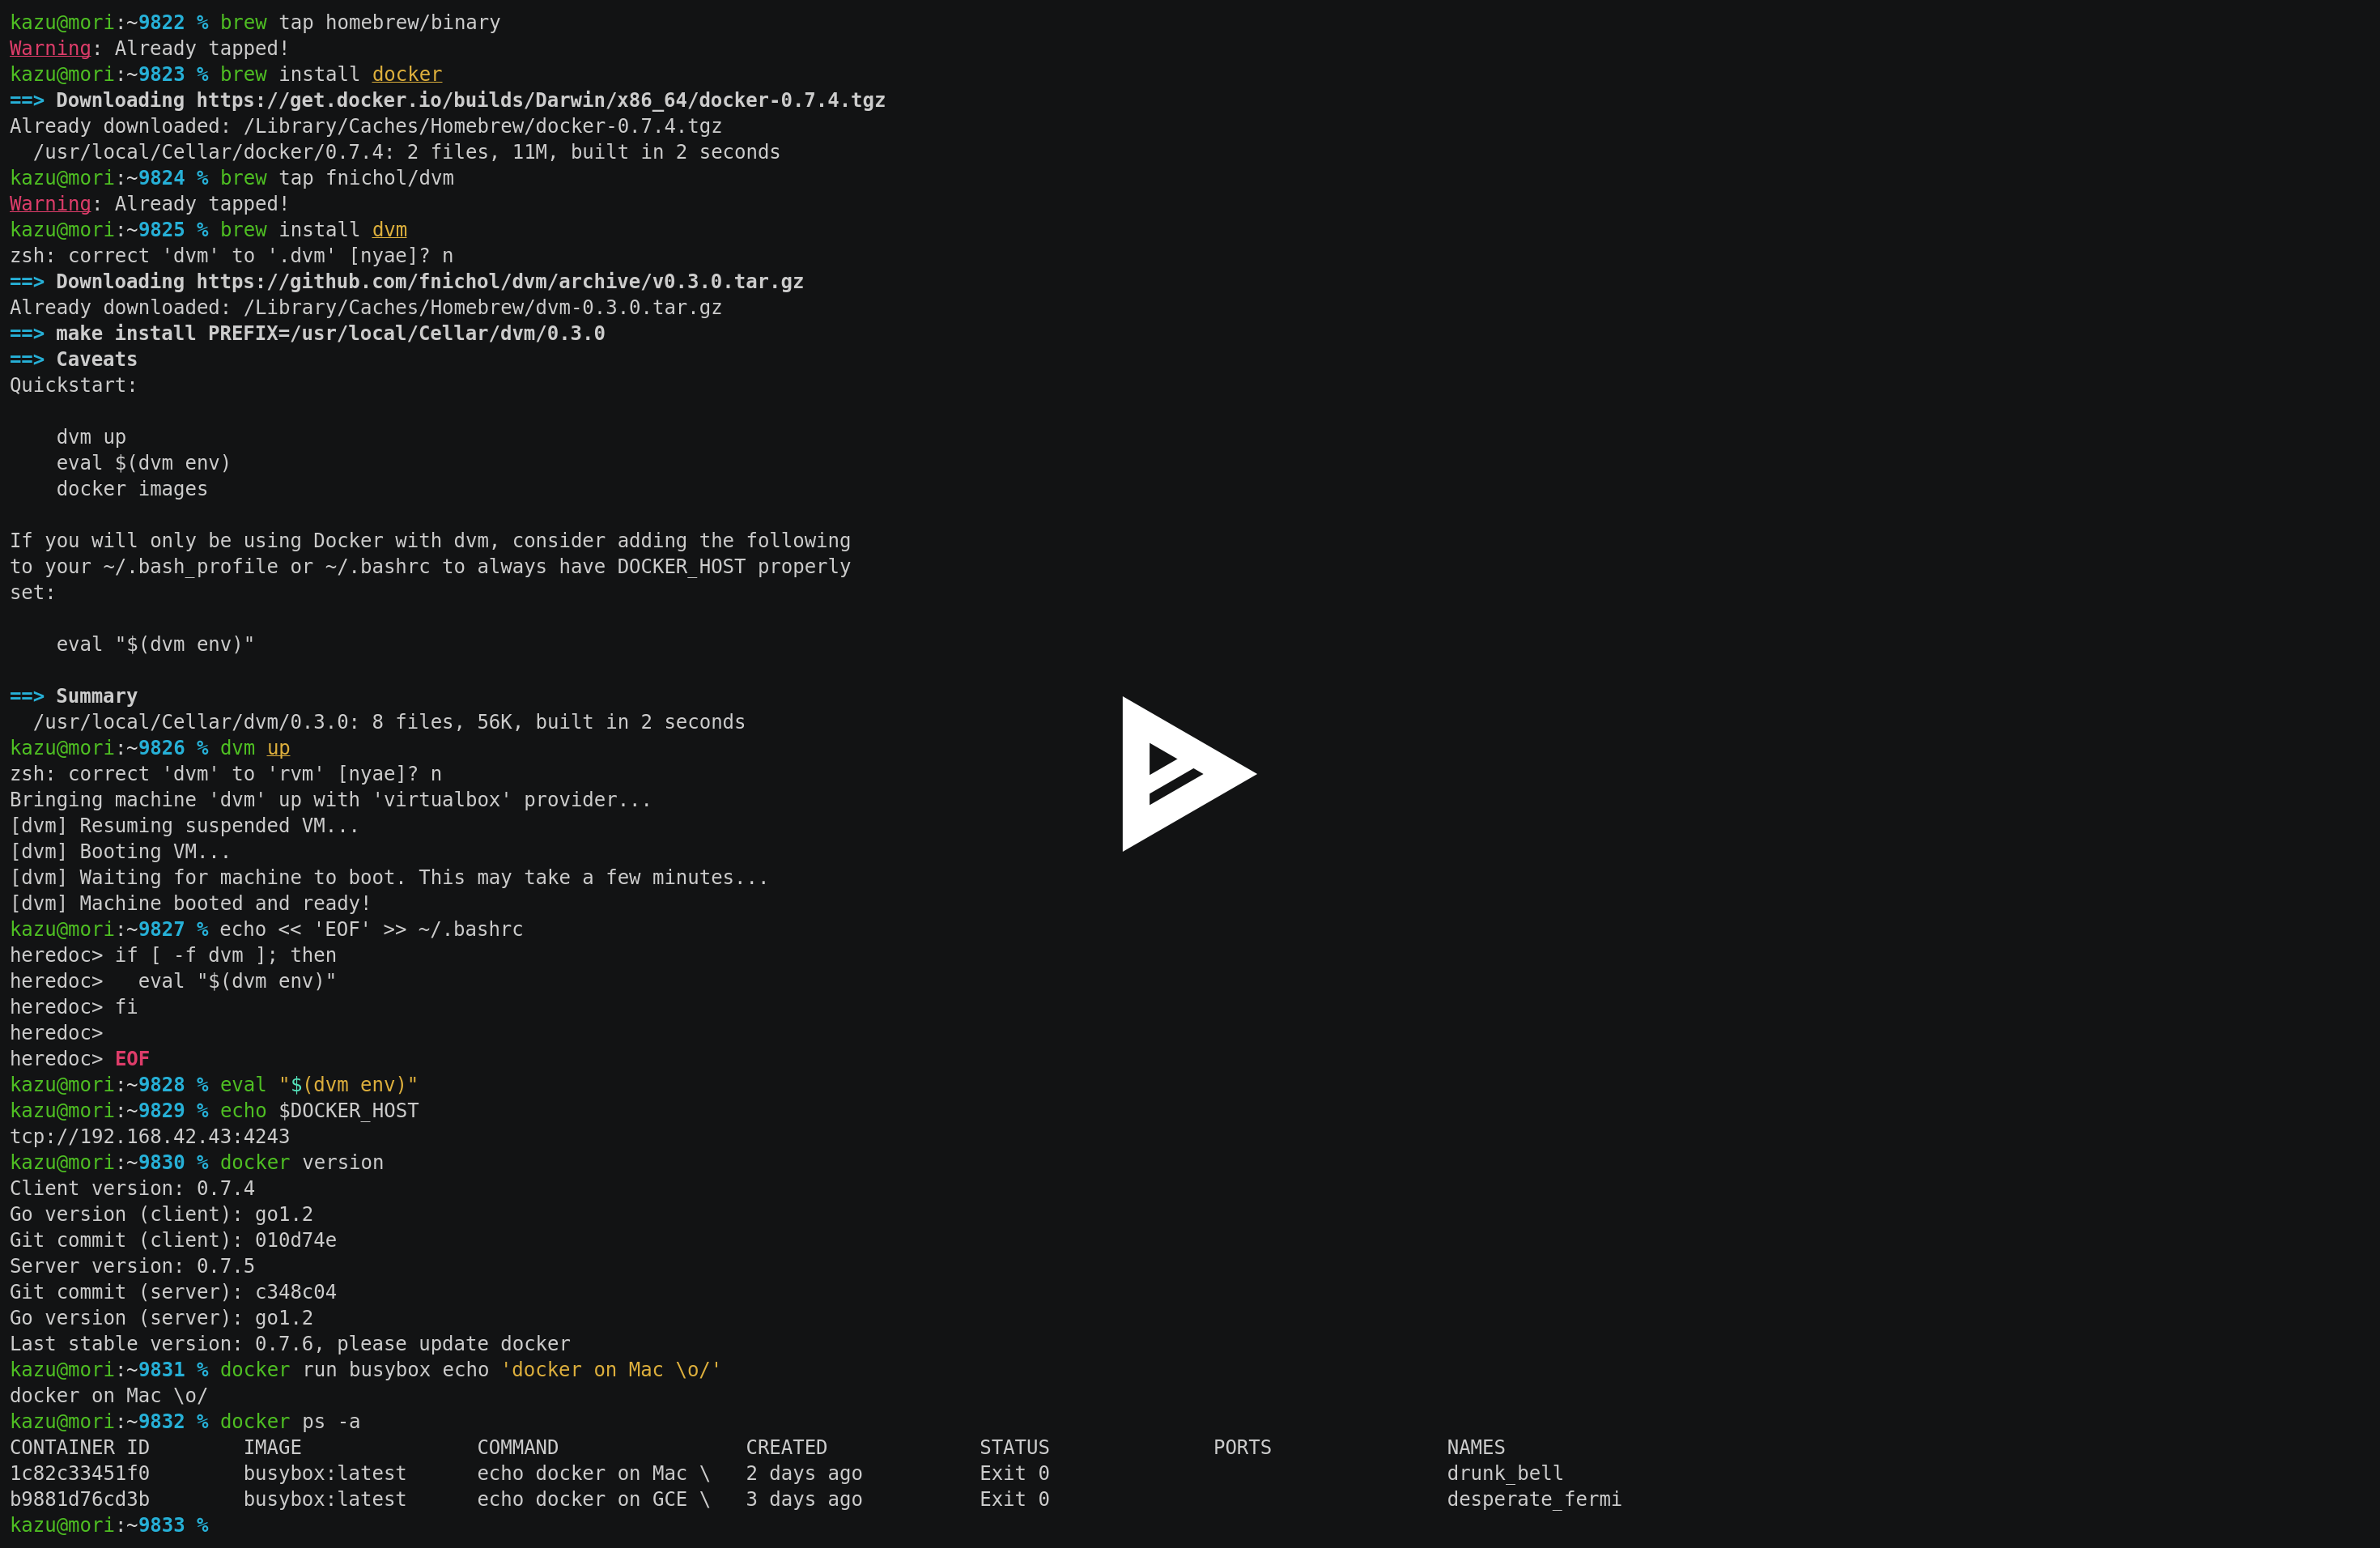 kazu@mori:~9822 % brew tap homebrew/binary
Warning: Already tapped!
kazu@mori:~9823 % brew install docker
==> Downloading https://get.docker.io/builds/Darwin/x86_64/docker-0.7.4.tgz
Already downloaded: /Library/Caches/Homebrew/docker-0.7.4.tgz
  /usr/local/Cellar/docker/0.7.4: 2 files, 11M, built in 2 seconds
kazu@mori:~9824 % brew tap fnichol/dvm
Warning: Already tapped!
kazu@mori:~9825 % brew install dvm
zsh: correct 'dvm' to '.dvm' [nyae]? n
==> Downloading https://github.com/fnichol/dvm/archive/v0.3.0.tar.gz
Already downloaded: /Library/Caches/Homebrew/dvm-0.3.0.tar.gz
==> make install PREFIX=/usr/local/Cellar/dvm/0.3.0
==> Caveats
Quickstart:

    dvm up
    eval $(dvm env)
    docker images

If you will only be using Docker with dvm, consider adding the following
to your ~/.bash_profile or ~/.bashrc to always have DOCKER_HOST properly
set:

    eval "$(dvm env)"

==> Summary
  /usr/local/Cellar/dvm/0.3.0: 8 files, 56K, built in 2 seconds
kazu@mori:~9826 % dvm up
zsh: correct 'dvm' to 'rvm' [nyae]? n
Bringing machine 'dvm' up with 'virtualbox' provider...
[dvm] Resuming suspended VM...
[dvm] Booting VM...
[dvm] Waiting for machine to boot. This may take a few minutes...
[dvm] Machine booted and ready!
kazu@mori:~9827 % echo << 'EOF' >> ~/.bashrc
heredoc> if [ -f dvm ]; then
heredoc>   eval "$(dvm env)"
heredoc> fi
heredoc>
heredoc> EOF
kazu@mori:~9828 % eval "$(dvm env)"
kazu@mori:~9829 % echo $DOCKER_HOST
tcp://192.168.42.43:4243
kazu@mori:~9830 % docker version
Client version: 0.7.4
Go version (client): go1.2
Git commit (client): 010d74e
Server version: 0.7.5
Git commit (server): c348c04
Go version (server): go1.2
Last stable version: 0.7.6, please update docker
kazu@mori:~9831 % docker run busybox echo 'docker on Mac \o/'
docker on Mac \o/
kazu@mori:~9832 % docker ps -a
CONTAINER ID        IMAGE               COMMAND                CREATED             STATUS              PORTS               NAMES
1c82c33451f0        busybox:latest      echo docker on Mac \   2 days ago          Exit 0                                  drunk_bell
b9881d76cd3b        busybox:latest      echo docker on GCE \   3 days ago          Exit 0                                  desperate_fermi
kazu@mori:~9833 %